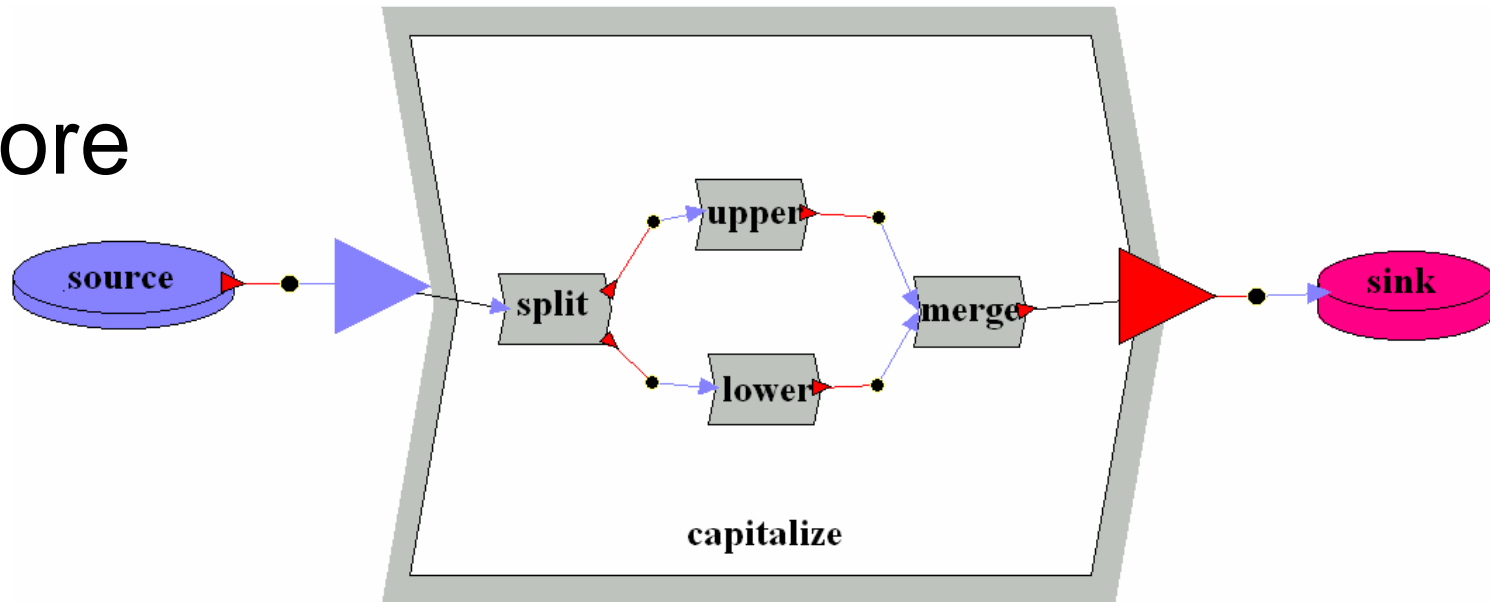 ore
source
split
upper
lower
merge
sink
capitalize